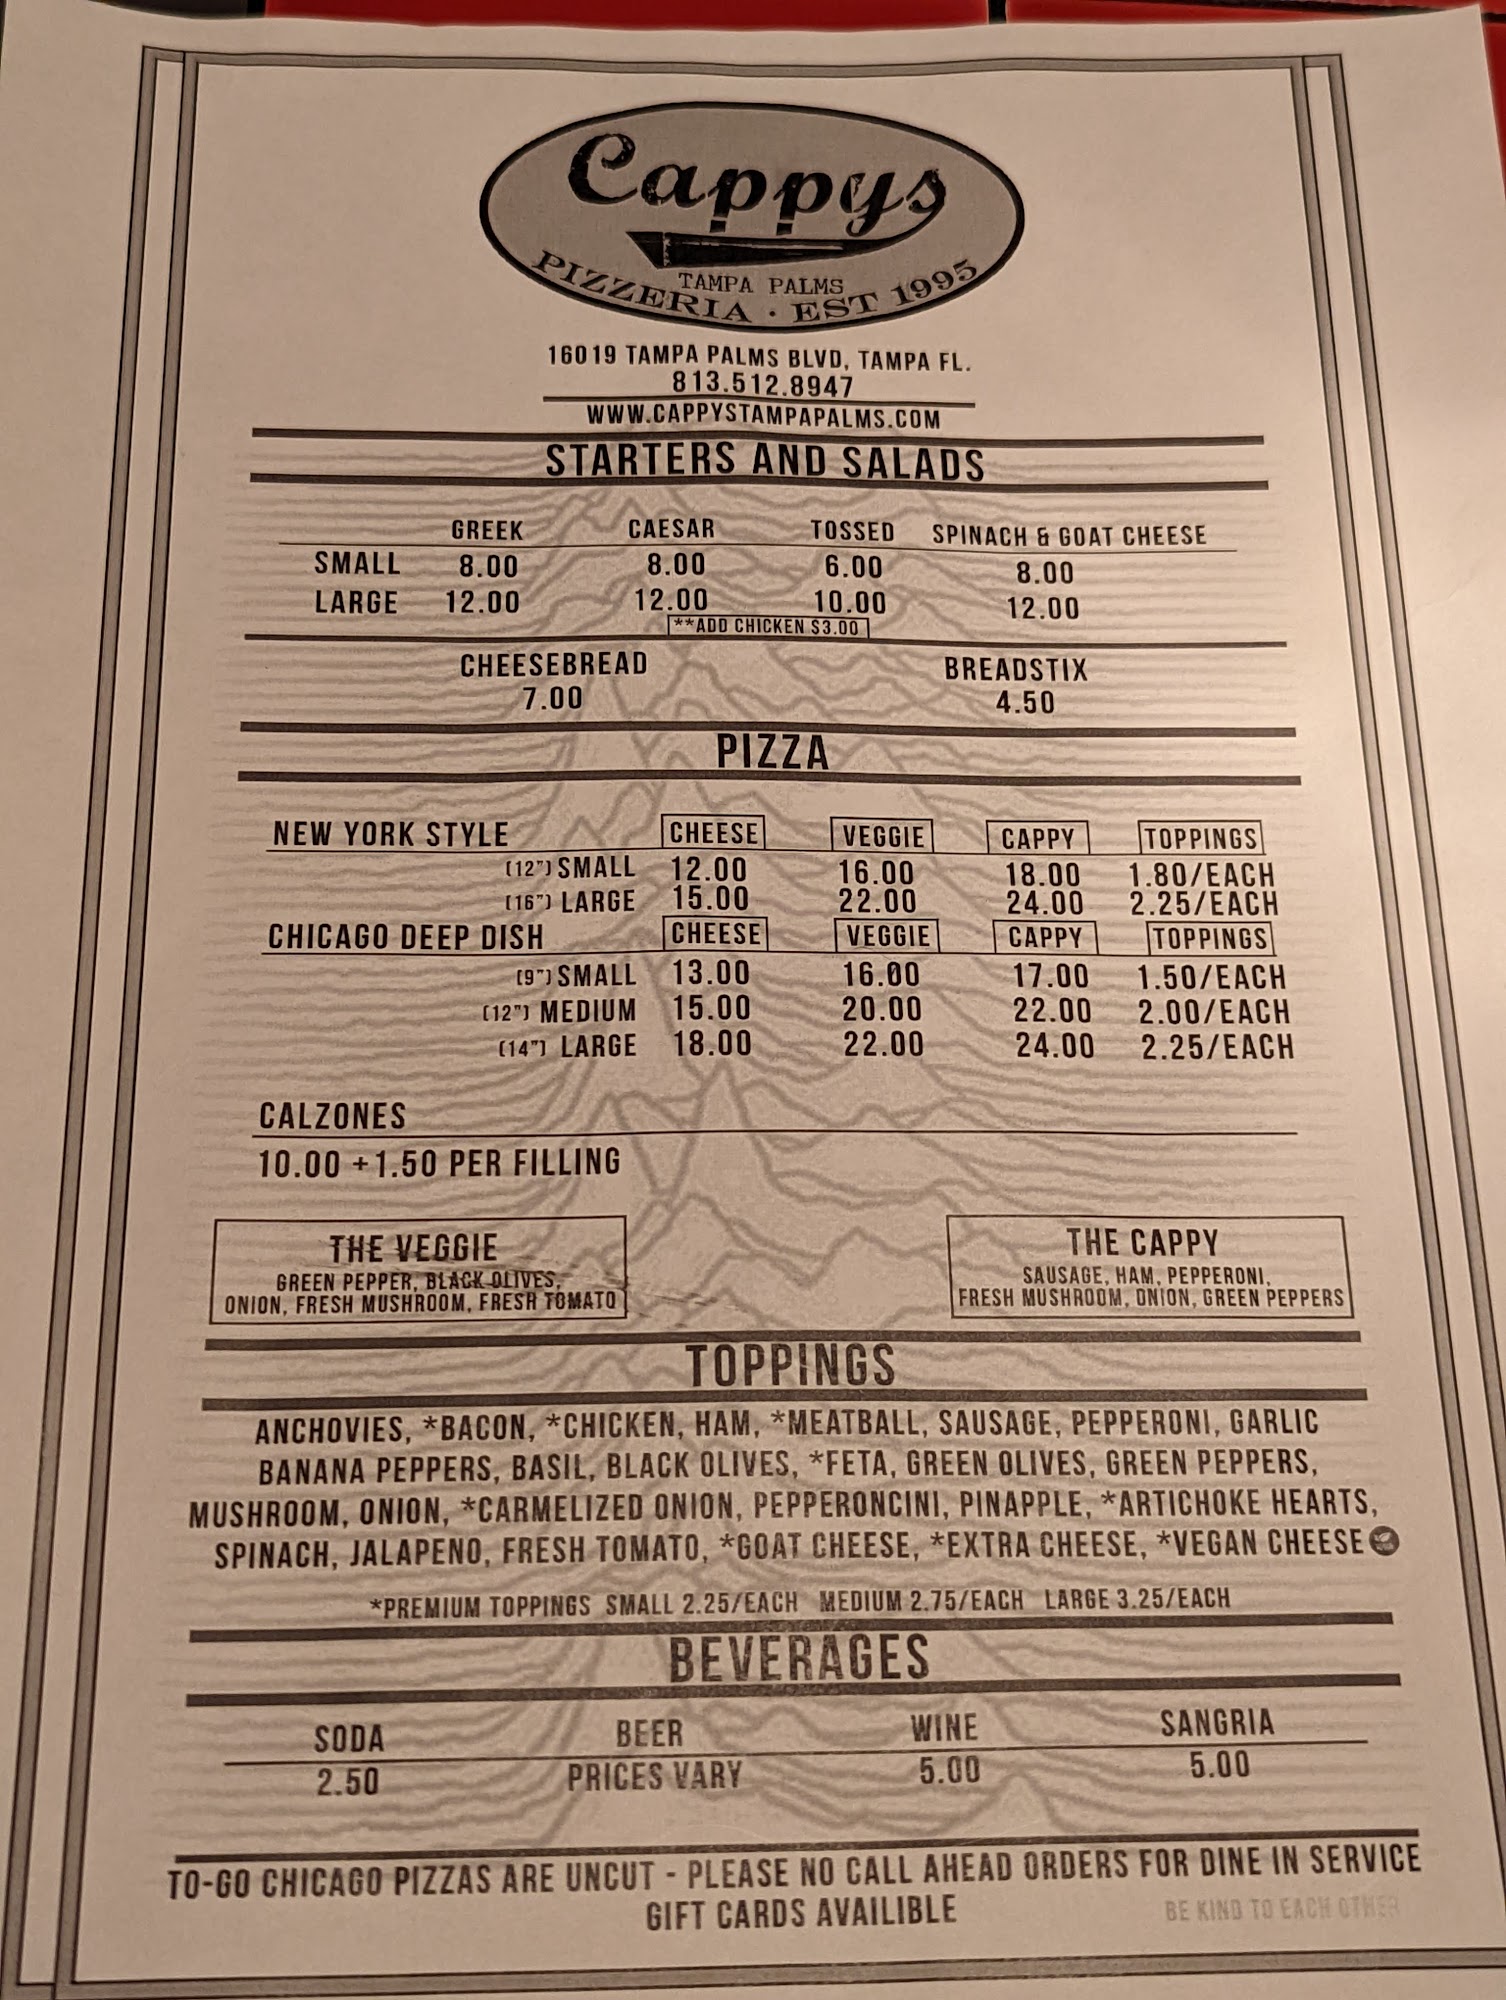 Cappys
TAMPA PALMS
PIZZERIA · EST 1995
16019 TAMPA PALMS BLVD, TAMPA FL.
813.512.8947
WWW.CAPPYSTAMPAPALMS.COM
STARTERS AND SALADS
GREEK CAESAR TOSSED SPINACH & GOAT CHEESE
SMALL 8.00 8.00 6.00 8.00
LARGE 12.00 12.00 10.00 12.00
**ADD CHICKEN $3.00
CHEESEBREAD BREADSTIX
7.00 4.50
PIZZA
NEW YORK STYLE CHEESE VEGGIE CAPPY TOPPINGS
(12") SMALL 12.00 16.00 18.00 1.80/EACH
(16") LARGE 15.00 22.00 24.00 2.25/EACH
CHICAGO DEEP DISH CHEESE VEGGIE CAPPY TOPPINGS
(9") SMALL 13.00 16.00 17.00 1.50/EACH
(12") MEDIUM 15.00 20.00 22.00 2.00/EACH
(14") LARGE 18.00 22.00 24.00 2.25/EACH
CALZONES
10.00 +1.50 PER FILLING
THE VEGGIE
GREEN PEPPER, BLACK OLIVES,
ONION, FRESH MUSHROOM, FRESH TOMATO
THE CAPPY
SAUSAGE, HAM, PEPPERONI,
FRESH MUSHROOM, ONION, GREEN PEPPERS
TOPPINGS
ANCHOVIES, *BACON, *CHICKEN, HAM, *MEATBALL, SAUSAGE, PEPPERONI, GARLIC
BANANA PEPPERS, BASIL, BLACK OLIVES, *FETA, GREEN OLIVES, GREEN PEPPERS,
MUSHROOM, ONION, *CARMELIZED ONION, PEPPERONCINI, PINAPPLE, *ARTICHOKE HEARTS,
SPINACH, JALAPENO, FRESH TOMATO, *GOAT CHEESE, *EXTRA CHEESE, *VEGAN CHEESE
*PREMIUM TOPPINGS SMALL 2.25/EACH MEDIUM 2.75/EACH LARGE 3.25/EACH
BEVERAGES
SODA BEER WINE SANGRIA
2.50 PRICES VARY 5.00 5.00
TO-GO CHICAGO PIZZAS ARE UNCUT - PLEASE NO CALL AHEAD ORDERS FOR DINE IN SERVICE
GIFT CARDS AVAILIBLE
BE KIND TO EACH OTHER